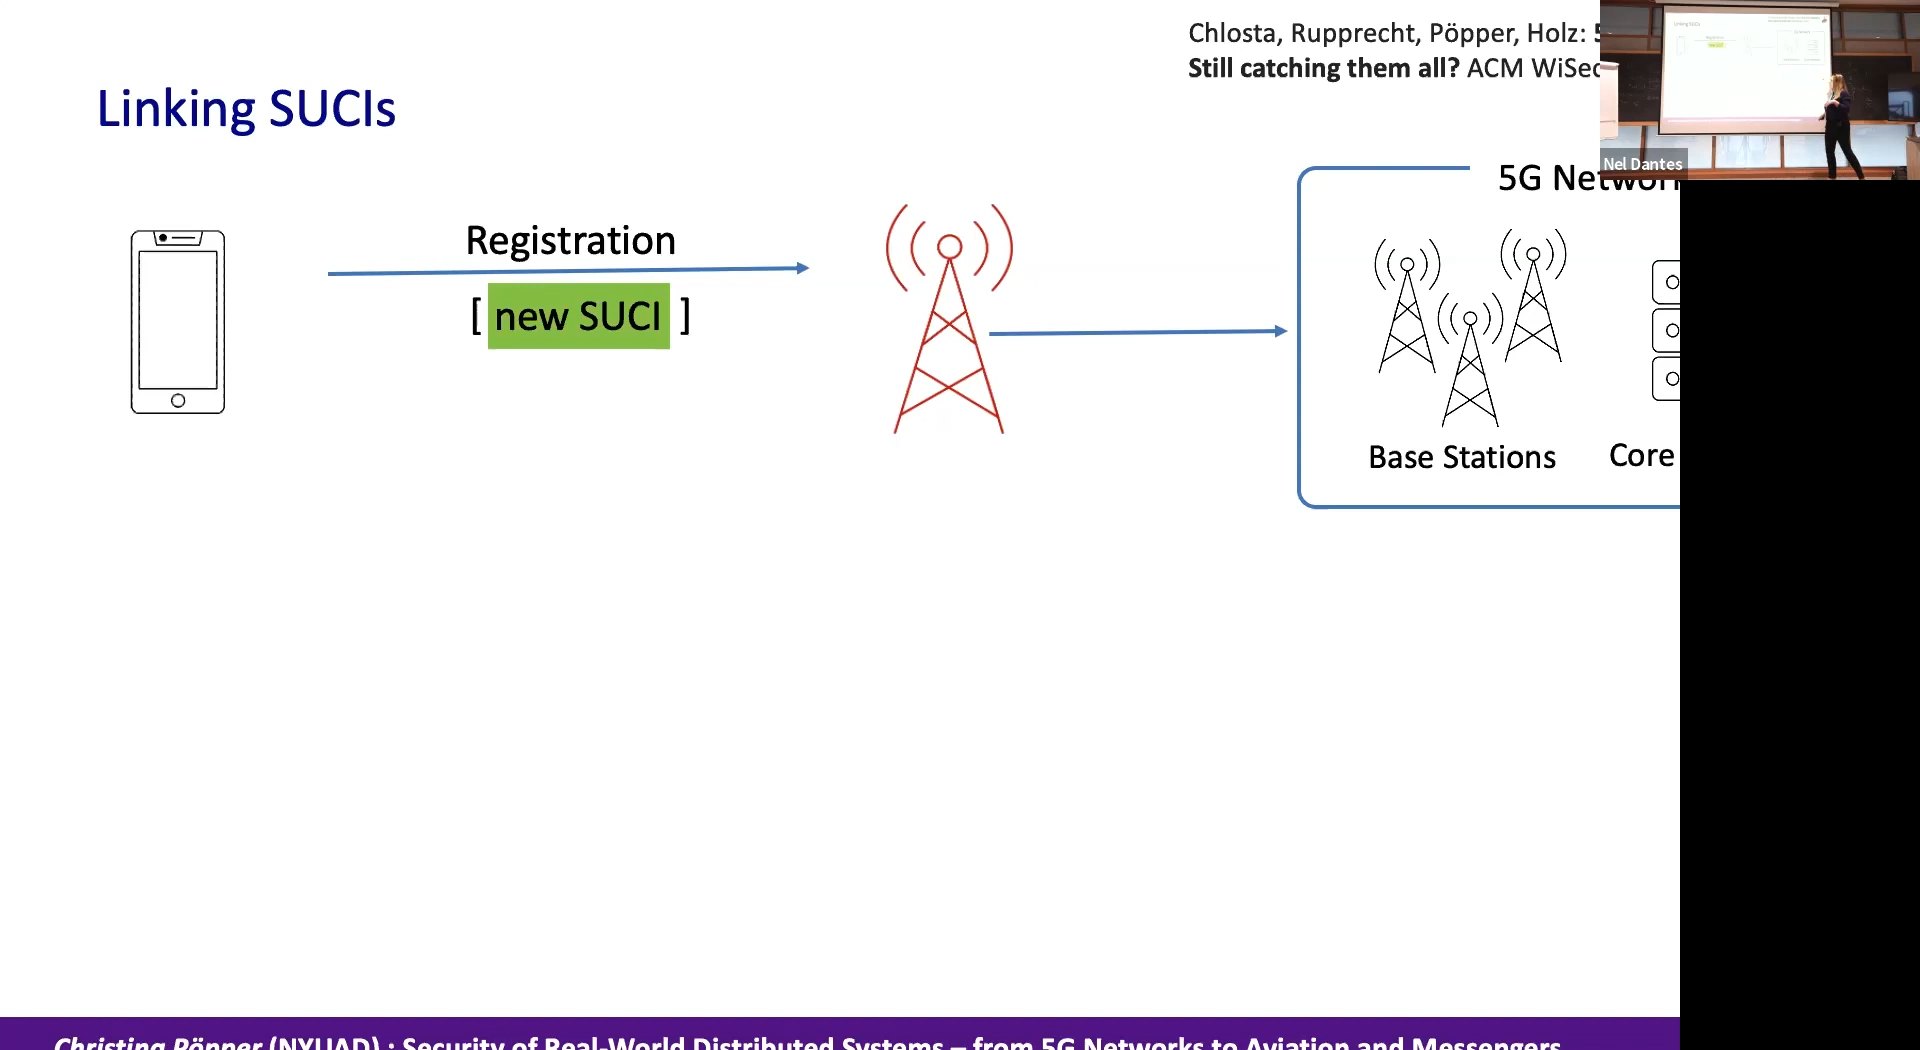 Chlosta, Rupprecht, Pöpper, Holz:
Still catching them all? ACM WiSec
Linking SUCIs
Nel Dantes
5G Network
Registration
[ new SUCI ]
Base Stations
Core
Christina Pöpper (NYUAD) : Security of Real-World Distributed Systems – from 5G Networks to Aviation and Messengers